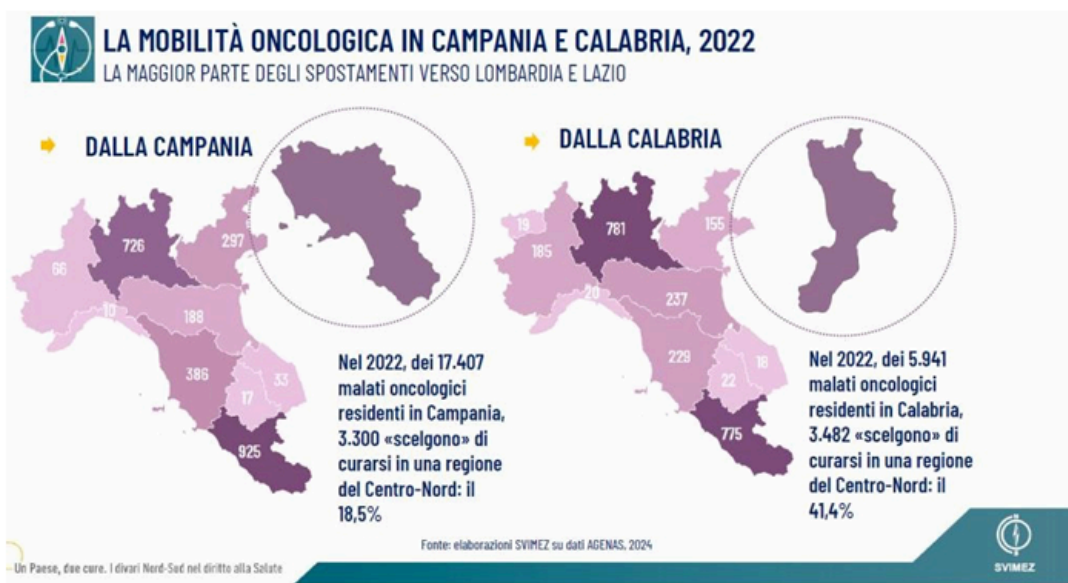 LA MOBILITÀ ONCOLOGICA IN CAMPANIA E CALABRIA, 2022
LA MAGGIOR PARTE DEGLI SPOSTAMENTI VERSO LOMBARDIA E LAZIO
DALLA CAMPANIA
726
297
66
10
188
386
33
17
925
Nel 2022, dei 17.407
malati oncologici
residenti in Campania,
3.300 «scelgono» di
curarsi in una regione
del Centro-Nord: il
18,5%
DALLA CALABRIA
19
781
155
185
20
237
229
18
22
775
Nel 2022, dei 5.941
malati oncologici
residenti in Calabria,
3.482 «scelgono» di
curarsi in una regione
del Centro-Nord: il
41,4%
Fonte: elaborazioni SVIMEZ su dati AGENAS, 2024
Un Paese, due cure. I divari Nord-Sud nel diritto alla Salute
SVIMEZ